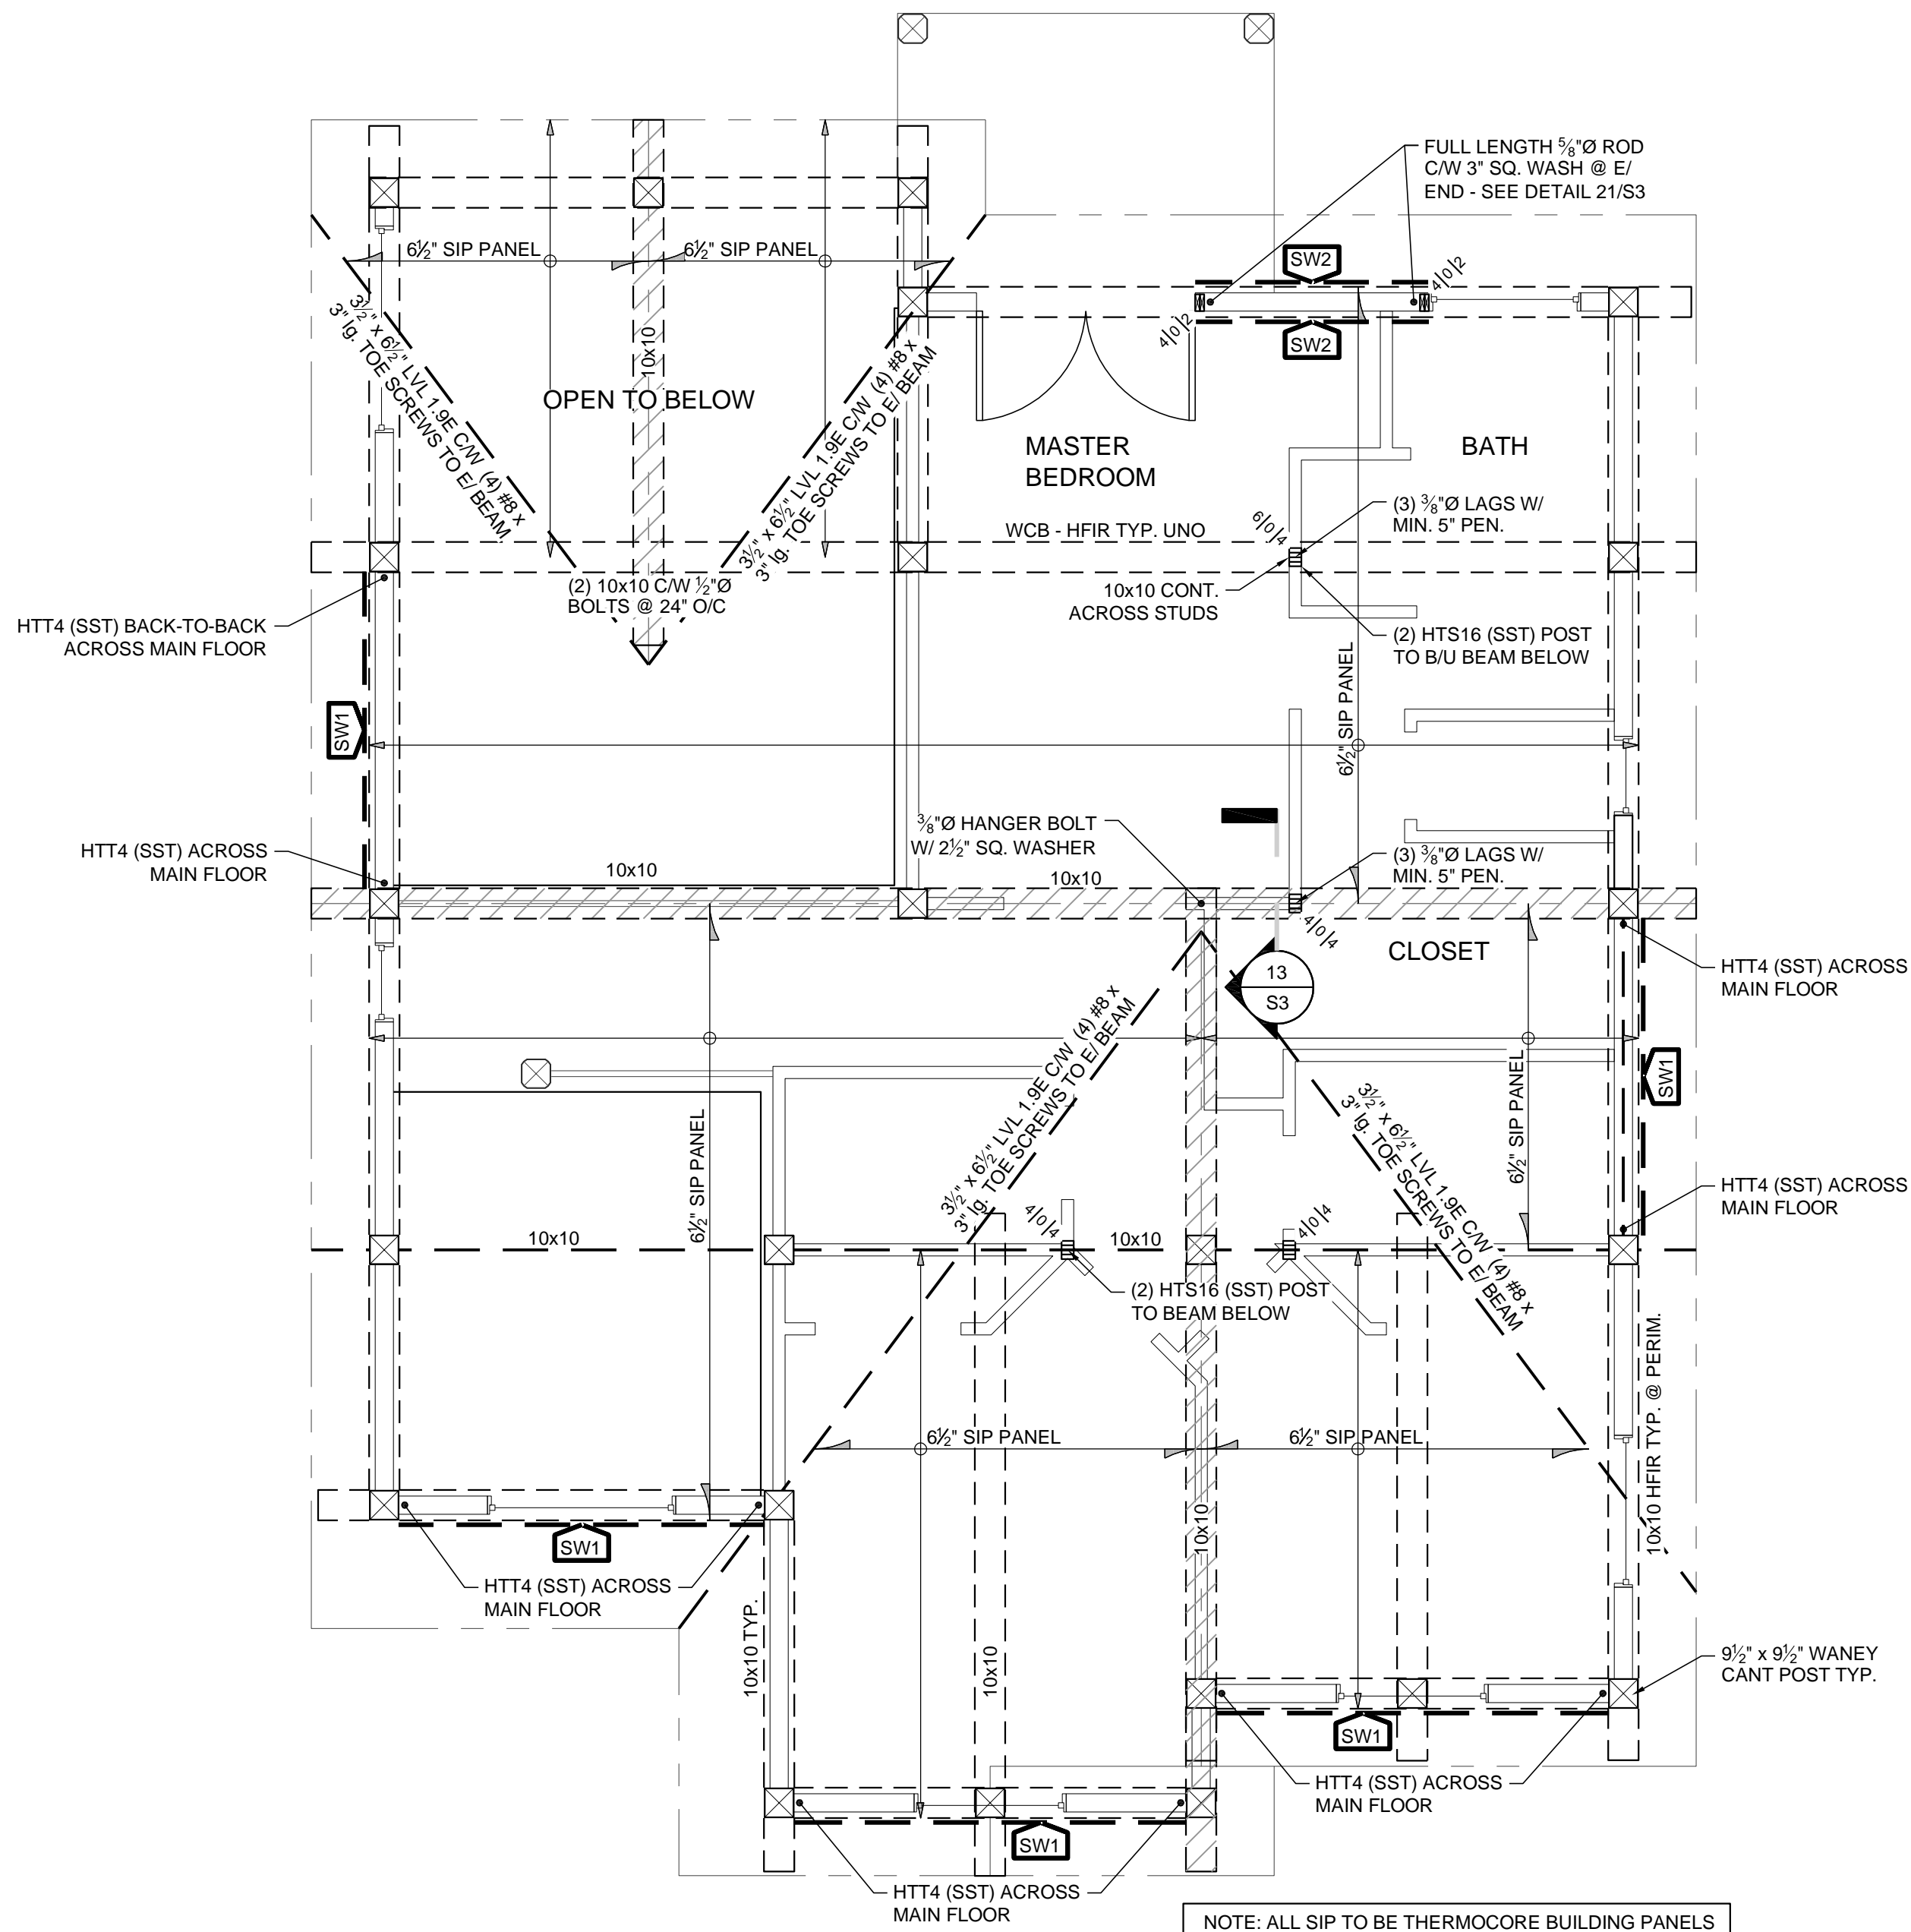 FULL LENGTH ⅝"Ø ROD
C/W 3" SQ. WASH @ E/
END - SEE DETAIL 21/S3
6½" SIP PANEL
6½" SIP PANEL
SW2
4|0|2
4|0|2
SW2
3½" x 6½" LVL 1.9E C/W (4) #8 x
3" lg. TOE SCREWS TO E/ BEAM
10x10
3½" x 6½" LVL 1.9E C/W (4) #8 x
3" lg. TOE SCREWS TO E/ BEAM
OPEN TO BELOW
MASTER
BEDROOM
BATH
(3) ⅜"Ø LAGS W/
MIN. 5" PEN.
6|0|4
WCB - HFIR TYP. UNO
(2) 10x10 C/W ½"Ø
BOLTS @ 24" O/C
10x10 CONT.
ACROSS STUDS
HTT4 (SST) BACK-TO-BACK
ACROSS MAIN FLOOR
(2) HTS16 (SST) POST
TO B/U BEAM BELOW
6½" SIP PANEL
SW1
⅜"Ø HANGER BOLT
W/ 2½" SQ. WASHER
HTT4 (SST) ACROSS
MAIN FLOOR
(3) ⅜"Ø LAGS W/
MIN. 5" PEN.
10x10
10x10
4|0|4
CLOSET
13
S3
HTT4 (SST) ACROSS
MAIN FLOOR
3½" x 6½" LVL 1.9E C/W (4) #8 x
3" lg. TOE SCREWS TO E/ BEAM
SW1
6½" SIP PANEL
6½" SIP PANEL
3½" x 6½" LVL 1.9E C/W (4) #8 x
3" lg. TOE SCREWS TO E/ BEAM
HTT4 (SST) ACROSS
MAIN FLOOR
4|0|4
4|0|4
10x10
10x10
(2) HTS16 (SST) POST
TO BEAM BELOW
10x10 HFIR TYP. @ PERIM.
6½" SIP PANEL
6½" SIP PANEL
10x10
SW1
HTT4 (SST) ACROSS
MAIN FLOOR
10x10 TYP.
10x10
9½" x 9½" WANEY
CANT POST TYP.
SW1
HTT4 (SST) ACROSS
MAIN FLOOR
SW1
HTT4 (SST) ACROSS
MAIN FLOOR
NOTE: ALL SIP TO BE THERMOCORE BUILDING PANELS